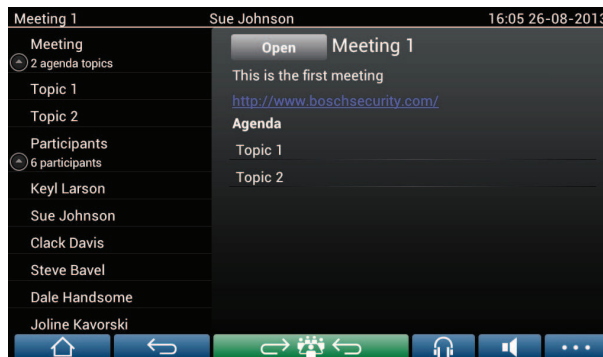 Meeting 1 Sue Johnson 16:05 26-08-2013
Meeting
2 agenda topics
Topic 1
Topic 2
Participants
6 participants
Keyl Larson
Sue Johnson
Clack Davis
Steve Bavel
Dale Handsome
Joline Kavorski
Open Meeting 1
This is the first meeting
http://www.boschsecurity.com/
Agenda
Topic 1
Topic 2